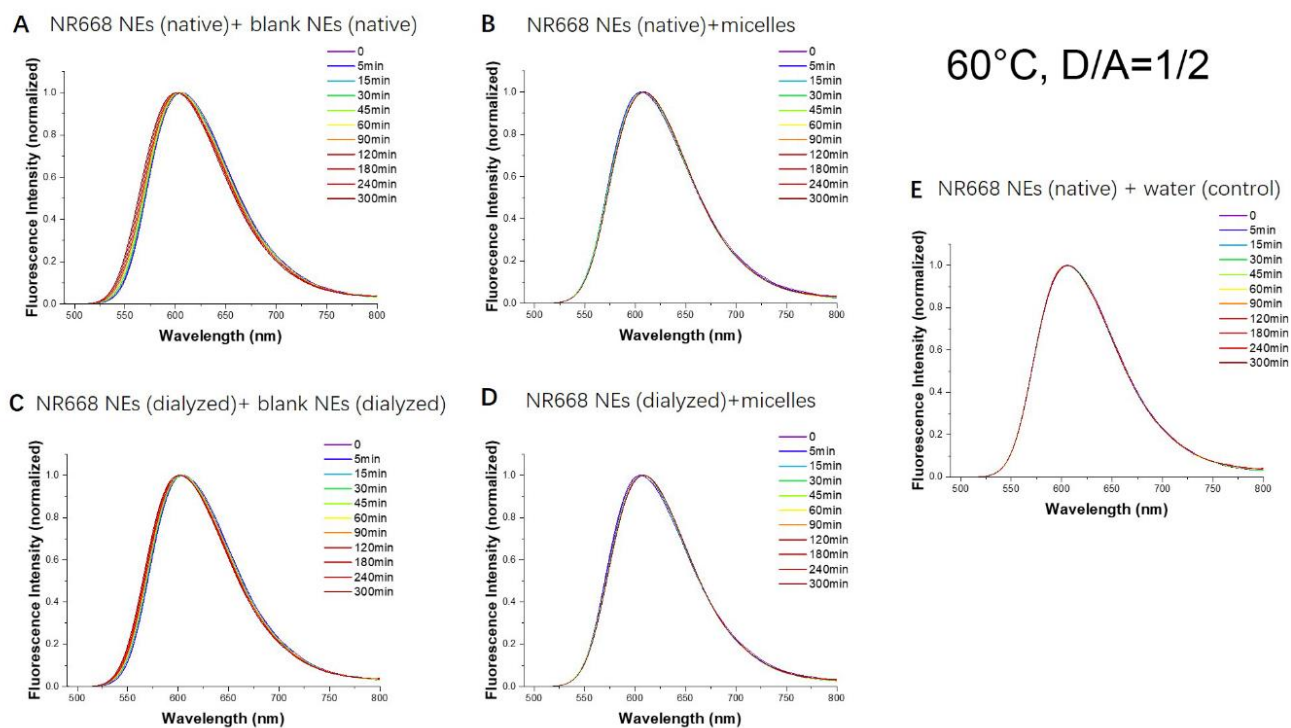 A NR668 NEs (native)+ blank NEs (native)
0
5min
15min
30min
45min
60min
90min
120min
180min
240min
300min
Fluorescence Intensity (normalized)
1.0
0.8
0.6
0.4
0.2
0.0
500 550 600 650 700 750 800
Wavelength (nm)
B NR668 NEs (native)+micelles
0
5min
15min
30min
45min
60min
90min
120min
180min
240min
300min
Fluorescence Intensity (normalized)
1.0
0.8
0.6
0.4
0.2
0.0
500 550 600 650 700 750 800
Wavelength (nm)
60°C, D/A=1/2
C NR668 NEs (dialyzed)+ blank NEs (dialyzed)
0
5min
15min
30min
45min
60min
90min
120min
180min
240min
300min
Fluorescence Intensity (normalized)
1.0
0.8
0.6
0.4
0.2
0.0
500 550 600 650 700 750 800
Wavelength (nm)
D NR668 NEs (dialyzed)+micelles
0
5min
15min
30min
45min
60min
90min
120min
180min
240min
300min
Fluorescence Intensity (normalized)
1.0
0.8
0.6
0.4
0.2
0.0
500 550 600 650 700 750 800
Wavelength (nm)
E NR668 NEs (native) + water (control)
0
5min
15min
30min
45min
60min
90min
120min
180min
240min
300min
Fluorescence Intensity (normalized)
1.0
0.8
0.6
0.4
0.2
0.0
500 550 600 650 700 750 800
Wavelength (nm)